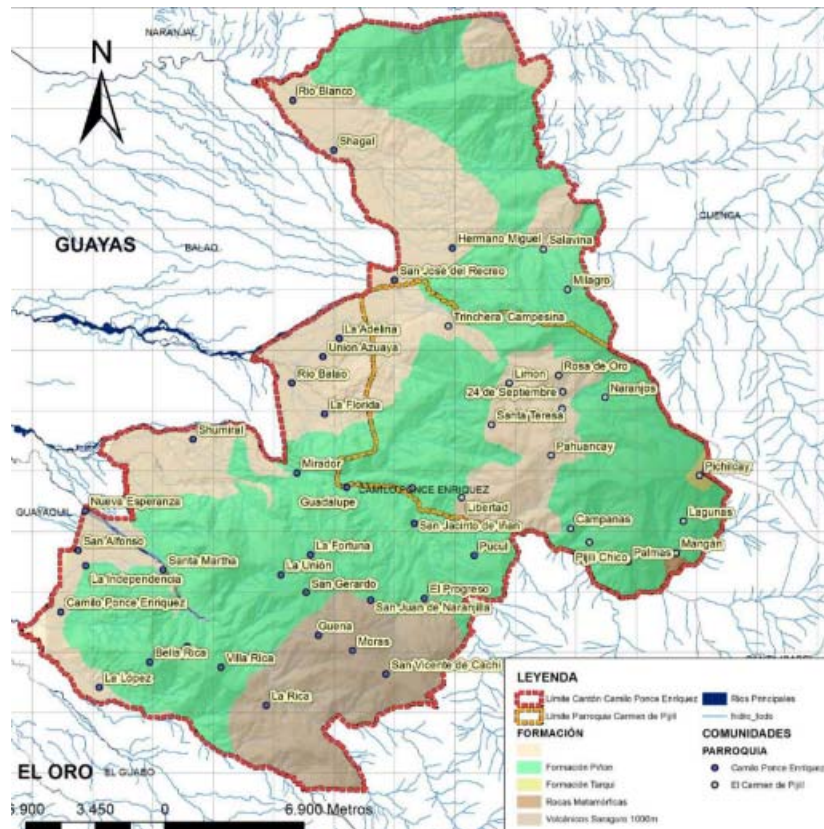 NARANJAL
N
Rio Blanco
Shagal
CUENCA
GUAYAS
BALAO
Hermano Miguel
Salavina
San José del Recreo
Milagro
Trinchera Campesina
La Adelina
Union Azuaya
Rosa de Oro
Rio Balao
Limon
24 de Septiembre
Naranjos
La Florida
Santa Teresa
Shumiral
Pahuancay
Mirador
Pichilcay
Guadalupe
CAMILO PONCE ENRIQUEZ
Nueva Esperanza
Libertad
GUAYAQUIL
Lagunas
San Jacinto de Iñan
Campanas
San Alfonso
La Fortuna
Pucul
Palmas
Mangán
Santa Martha
Pijili Chico
La Independencia
La Unión
San Gerardo
El Progreso
Camilo Ponce Enriquez
San Juan de Naranjilla
Guena
Moras
Bella Rica
Villa Rica
San Vicente de Cachi
La López
La Rica
EL ORO
EL GUABO
6.900 3.450 0 6.900 Metros
LEYENDA
Límite Cantón Camilo Ponce Enriquez
Límite Parroquia Carmen de Pijili
FORMACIÓN
Formación Piñon
Formación Tarqui
Rocas Metamórficas
Volcánicos Saraguro 1000m
Rios Principales
hidro_todo
COMUNIDADES
PARROQUIA
Camilo Ponce Enriquez
El Carmen de Pijili